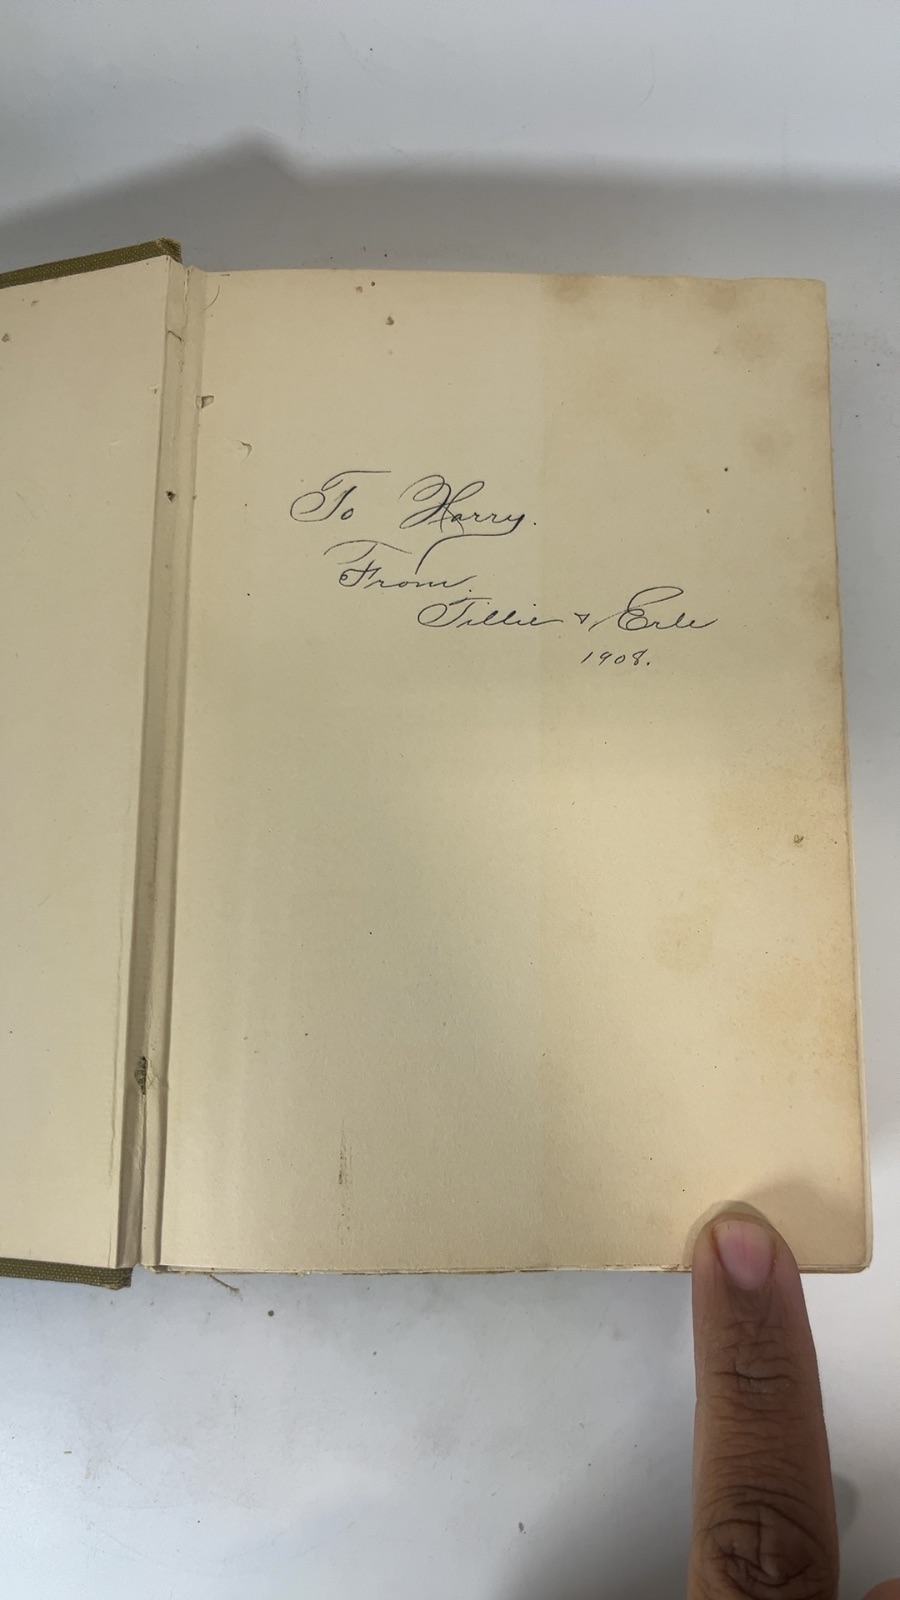 To Harry.
From.
Tillie & Erle
1908.